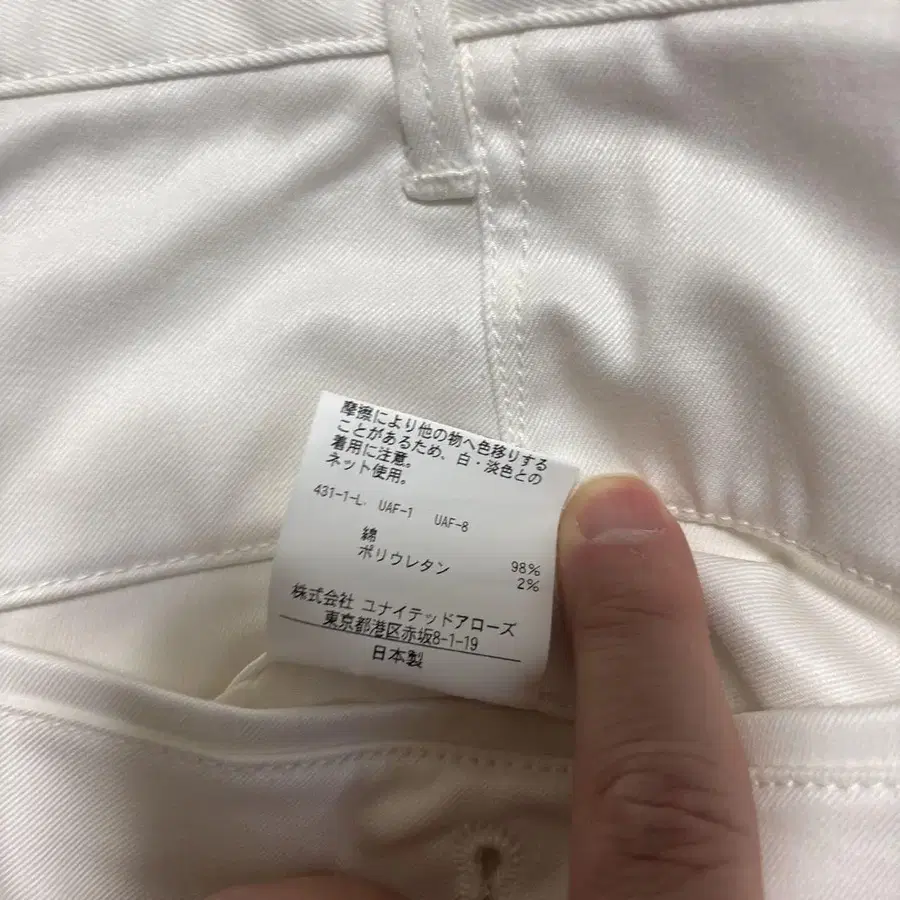 摩擦により他の物へ色移りする
ことがあるため、白・淡色との
着用に注意。
ネット使用。
431-1-L. UAF-1 UAF-8
綿 98%
ポリウレタン 2%
株式会社 ユナイテッドアローズ
東京都港区赤坂8-1-19
日本製